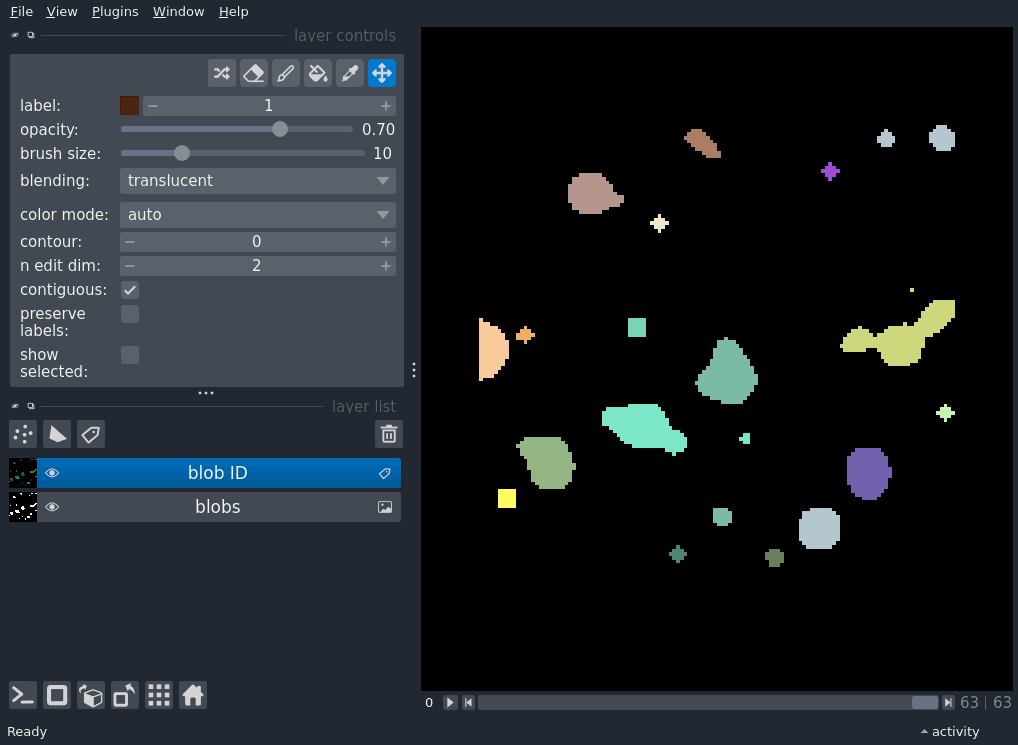 File View Plugins Window Help
layer controls
label: 1
opacity: 0.70
brush size: 10
blending: translucent
color mode: auto
contour: 0
n edit dim: 2
contiguous:
preserve
labels:
show
selected:
layer list
blob ID
blobs
0 63 | 63
Ready activity